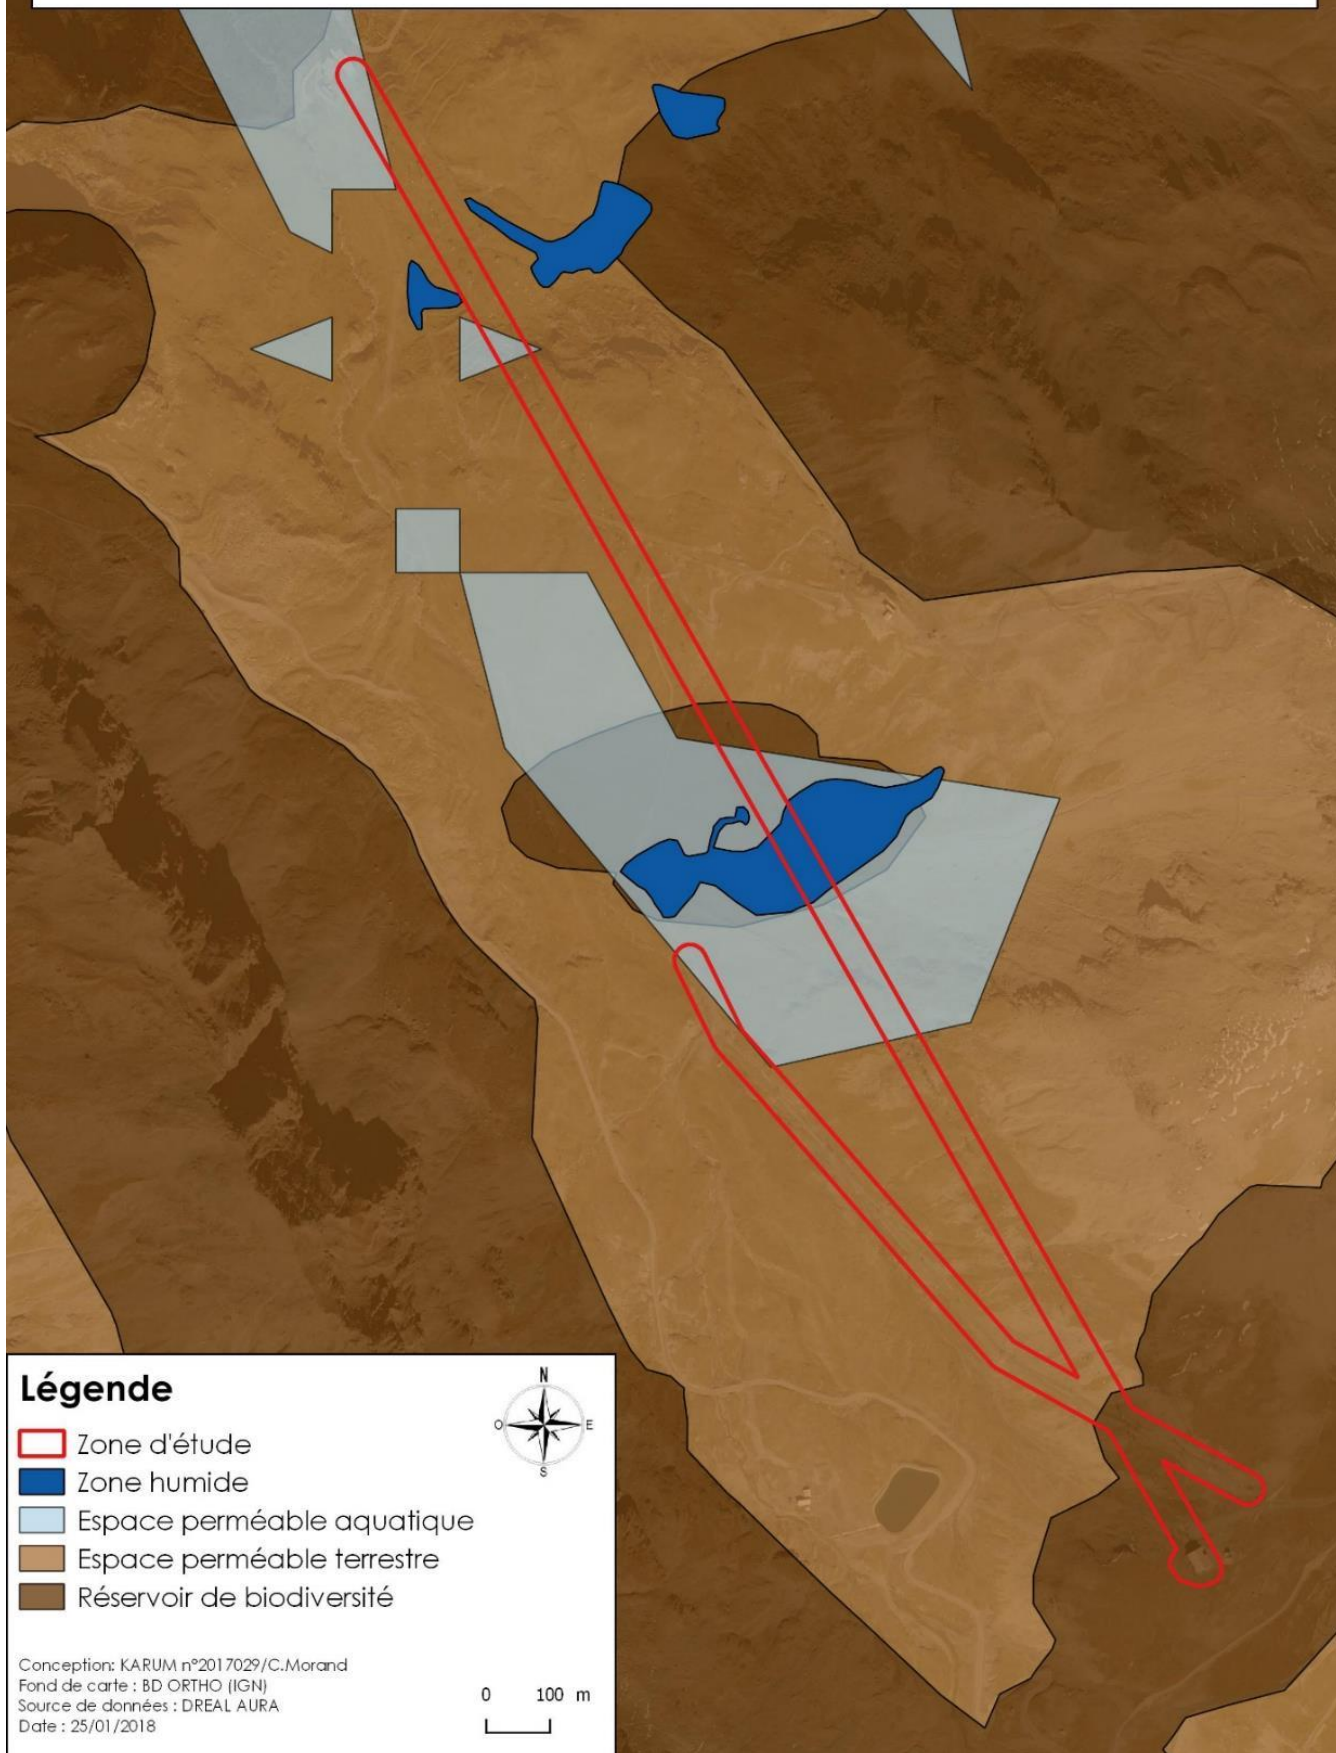 Légende
N
O
E
S
Zone d'étude
Zone humide
Espace perméable aquatique
Espace perméable terrestre
Réservoir de biodiversité
Conception: KARUM n°2017029/C.Morand
Fond de carte : BD ORTHO (IGN)
Source de données : DREAL AURA
Date : 25/01/2018
0 100 m